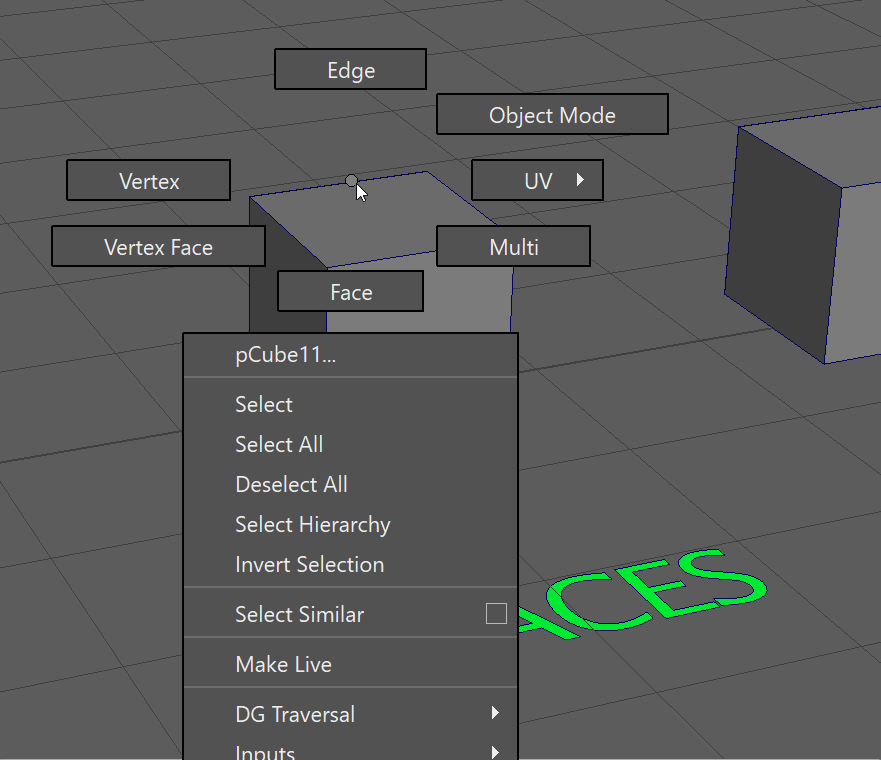 Edge
Object Mode
Vertex
UV
Vertex Face
Multi
Face
pCube11...
Select
Select All
Deselect All
Select Hierarchy
Invert Selection
Select Similar
ACES
Make Live
DG Traversal
Inputs